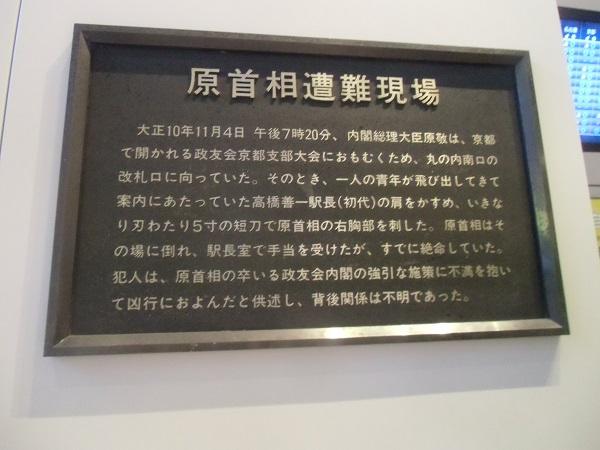 原首相遭難現場
大正10年11月4日 午後7時20分、内閣総理大臣原敬は、京都
で開かれる政友会京都支部大会におもむくため、丸の内南口の
改札口に向っていた。そのとき、一人の青年が飛び出してきて
案内にあたっていた高橋善一駅長(初代)の肩をかすめ、いきな
り刃わたり5寸の短刀で原首相の右胸部を刺した。原首相はそ
の場に倒れ、駅長室で手当を受けたが、すでに絶命していた。
犯人は、原首相の卒いる政友会内閣の強引な施策に不満を抱い
て凶行におよんだと供述し、背後関係は不明であった。